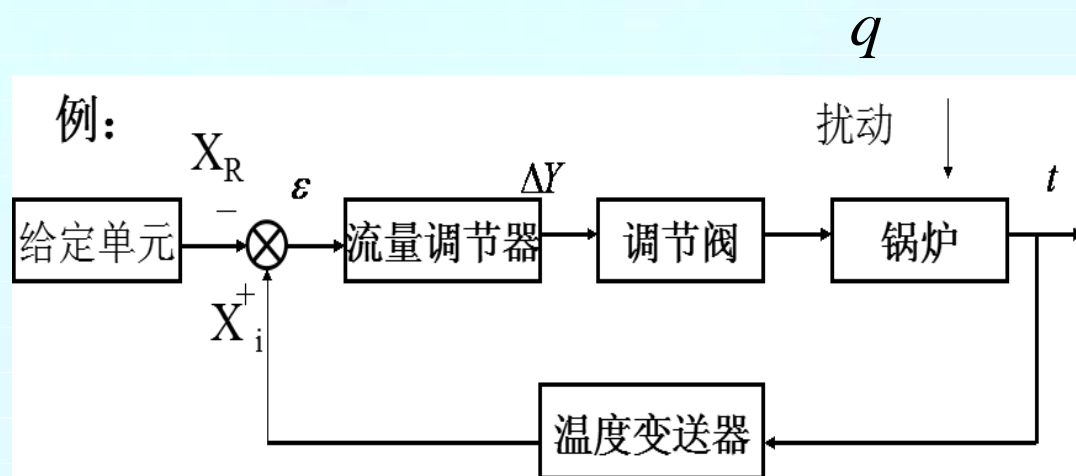 q
例：
扰动
X_R
ε
ΔY
t
−
给定单元
流量调节器
调节阀
锅炉
+
X_i
温度变送器